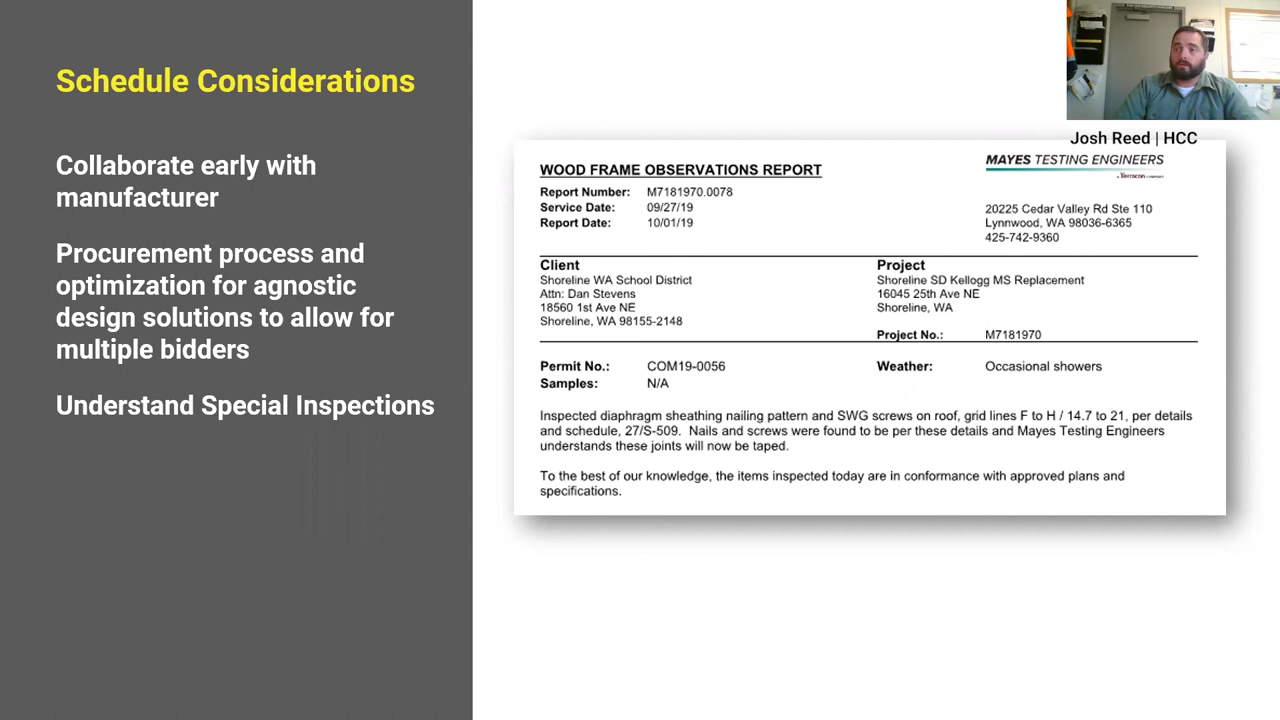 Schedule Considerations
Collaborate early with
manufacturer
Procurement process and
optimization for agnostic
design solutions to allow for
multiple bidders
Understand Special Inspections
Josh Reed | HCC
WOOD FRAME OBSERVATIONS REPORT
MAYES TESTING ENGINEERS
A Terracon COMPANY
Report Number: M7181970.0078
Service Date: 09/27/19
Report Date: 10/01/19
20225 Cedar Valley Rd Ste 110
Lynnwood, WA 98036-6365
425-742-9360
Client
Shoreline WA School District
Attn: Dan Stevens
18560 1st Ave NE
Shoreline, WA 98155-2148
Project
Shoreline SD Kellogg MS Replacement
16045 25th Ave NE
Shoreline, WA
Project No.: M7181970
Permit No.: COM19-0056
Weather: Occasional showers
Samples: N/A
Inspected diaphragm sheathing nailing pattern and SWG screws on roof, grid lines F to H / 14.7 to 21, per details
and schedule, 27/S-509. Nails and screws were found to be per these details and Mayes Testing Engineers
understands these joints will now be taped.
To the best of our knowledge, the items inspected today are in conformance with approved plans and
specifications.